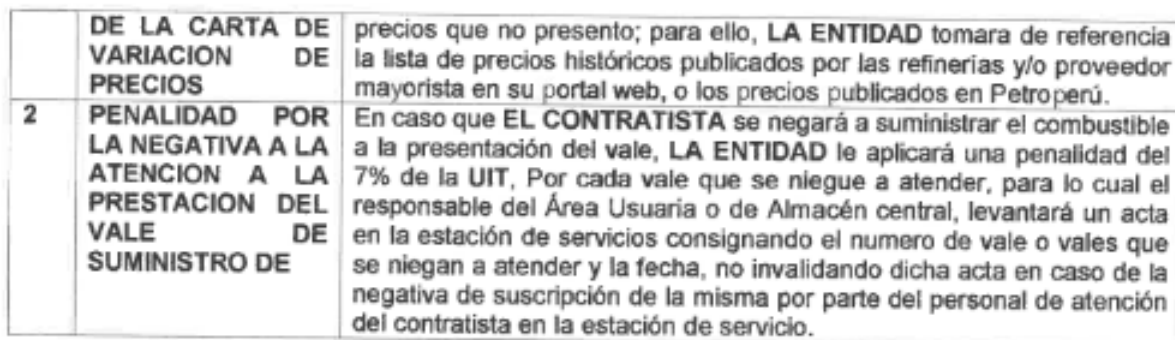 DE LA CARTA DE
VARIACION DE
PRECIOS
precios que no presento; para ello, LA ENTIDAD tomara de referencia
la lista de precios históricos publicados por las refinerias y/o proveedor
mayorista en su portal web, o los precios publicados en Petroperú.
2
PENALIDAD POR
LA NEGATIVA A LA
ATENCION A LA
PRESTACION DEL
VALE DE
SUMINISTRO DE
En caso que EL CONTRATISTA se negará a suministrar el combustible
a la presentación del vale, LA ENTIDAD le aplicará una penalidad del
7% de la UIT, Por cada vale que se niegue a atender, para lo cual el
responsable del Área Usuaria o de Almacén central, levantará un acta
en la estación de servicios consignando el numero de vale o vales que
se niegan a atender y la fecha, no invalidando dicha acta en caso de la
negativa de suscripción de la misma por parte del personal de atención
del contratista en la estación de servicio.